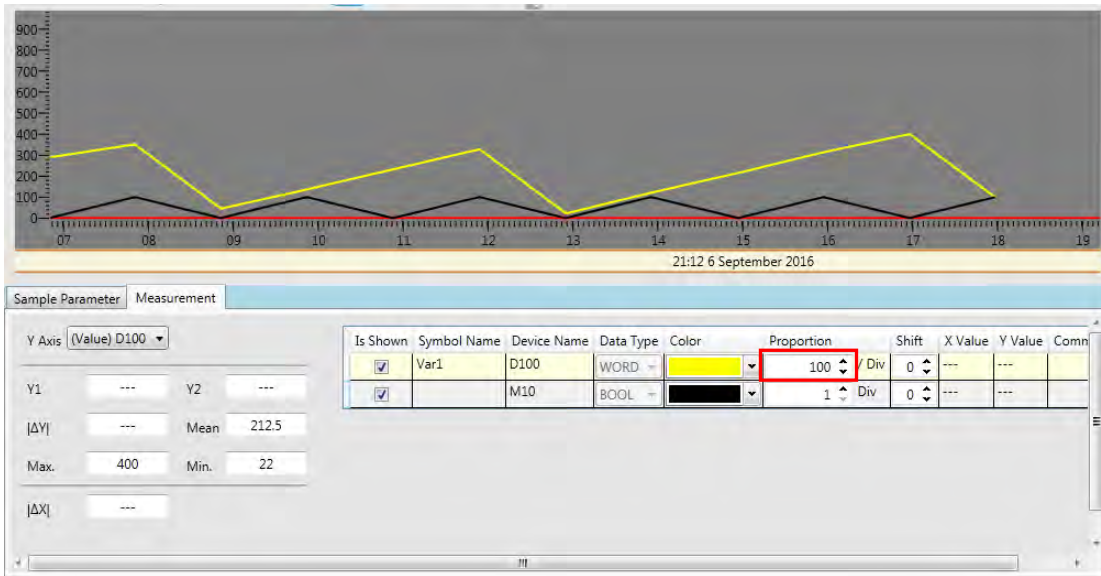 900
800
700
600
500
400
300
200
100
0
07 08 09 10 11 12 13 14 15 16 17 18 19
21:12 6 September 2016
Sample Parameter Measurement
Y Axis (Value) D100
Is Shown Symbol Name Device Name Data Type Color Proportion Shift X Value Y Value Comn
Var1 D100 WORD 100 / Div 0 --- ---
Y1 --- Y2 ---
M10 BOOL 1 Div 0 --- ---
|ΔY| --- Mean 212.5
Max. 400 Min. 22
|ΔX| ---